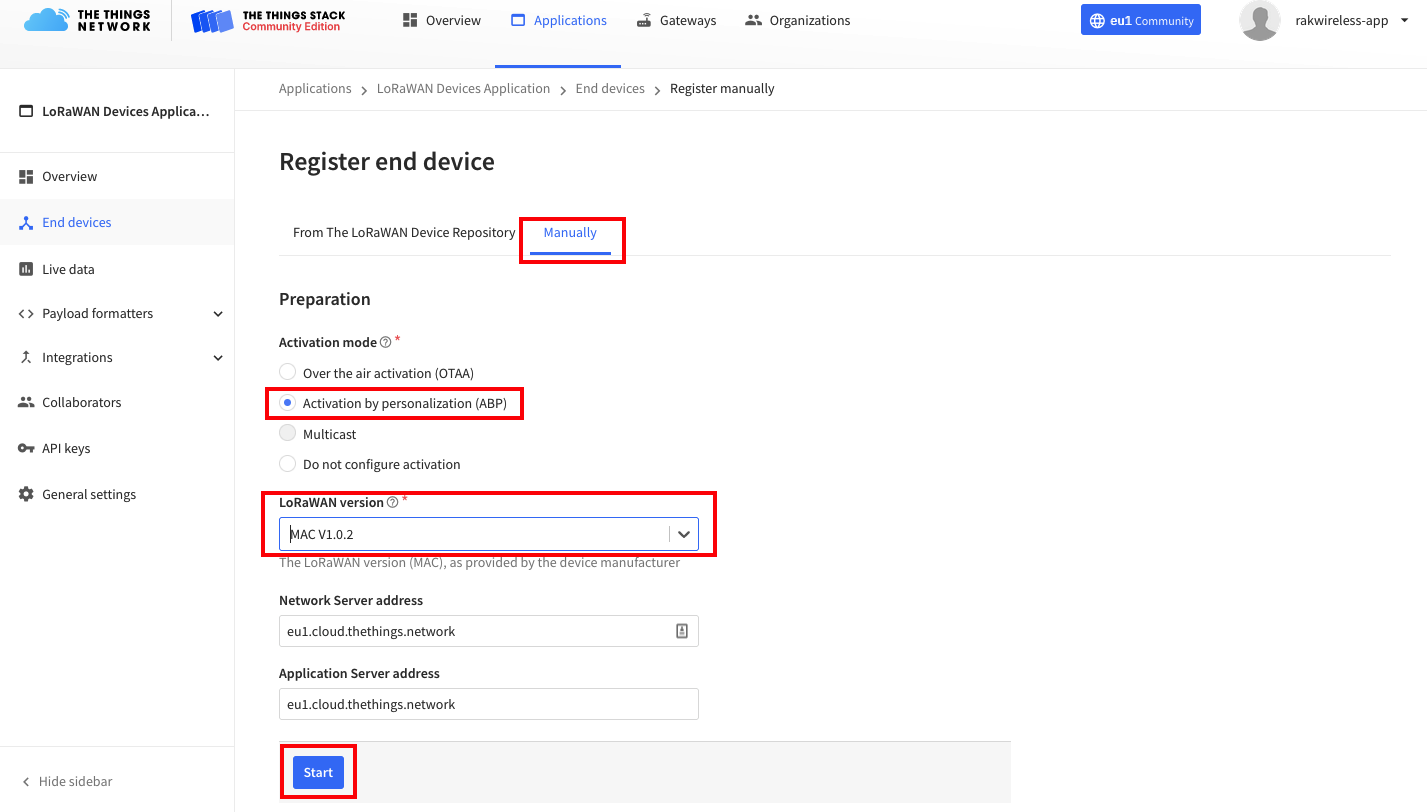 THE THINGS
NETWORK
THE THINGS STACK
Community Edition
Overview
Applications
Gateways
Organizations
eu1 Community
rakwireless-app
LoRaWAN Devices Applica...
Overview
End devices
Live data
Payload formatters
Integrations
Collaborators
API keys
General settings
Hide sidebar
Applications > LoRaWAN Devices Application > End devices > Register manually
Register end device
From The LoRaWAN Device Repository
Manually
Preparation
Activation mode ? *
Over the air activation (OTAA)
Activation by personalization (ABP)
Multicast
Do not configure activation
LoRaWAN version ? *
MAC V1.0.2
The LoRaWAN version (MAC), as provided by the device manufacturer
Network Server address
eu1.cloud.thethings.network
Application Server address
eu1.cloud.thethings.network
Start